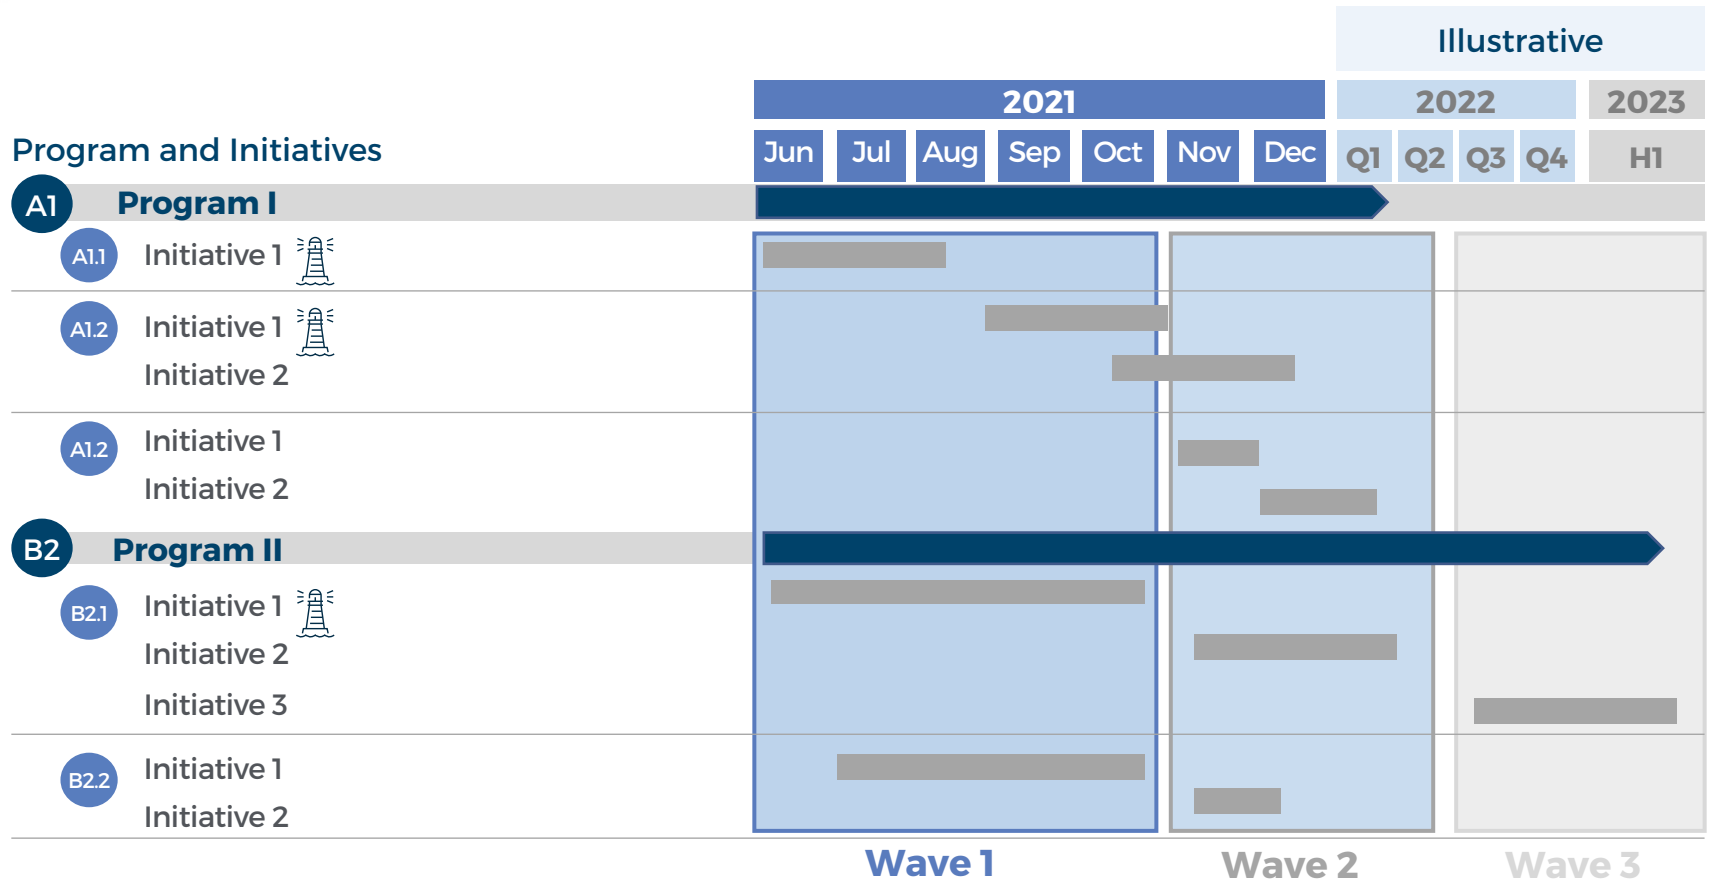 Illustrative
2021 2022 2023
Program and Initiatives Jun Jul Aug Sep Oct Nov Dec Q1 Q2 Q3 Q4 H1
A1 Program I
A1.1 Initiative 1
A1.2 Initiative 1
Initiative 2
A1.2 Initiative 1
Initiative 2
B2 Program II
B2.1 Initiative 1
Initiative 2
Initiative 3
B2.2 Initiative 1
Initiative 2
Wave 1 Wave 2 Wave 3